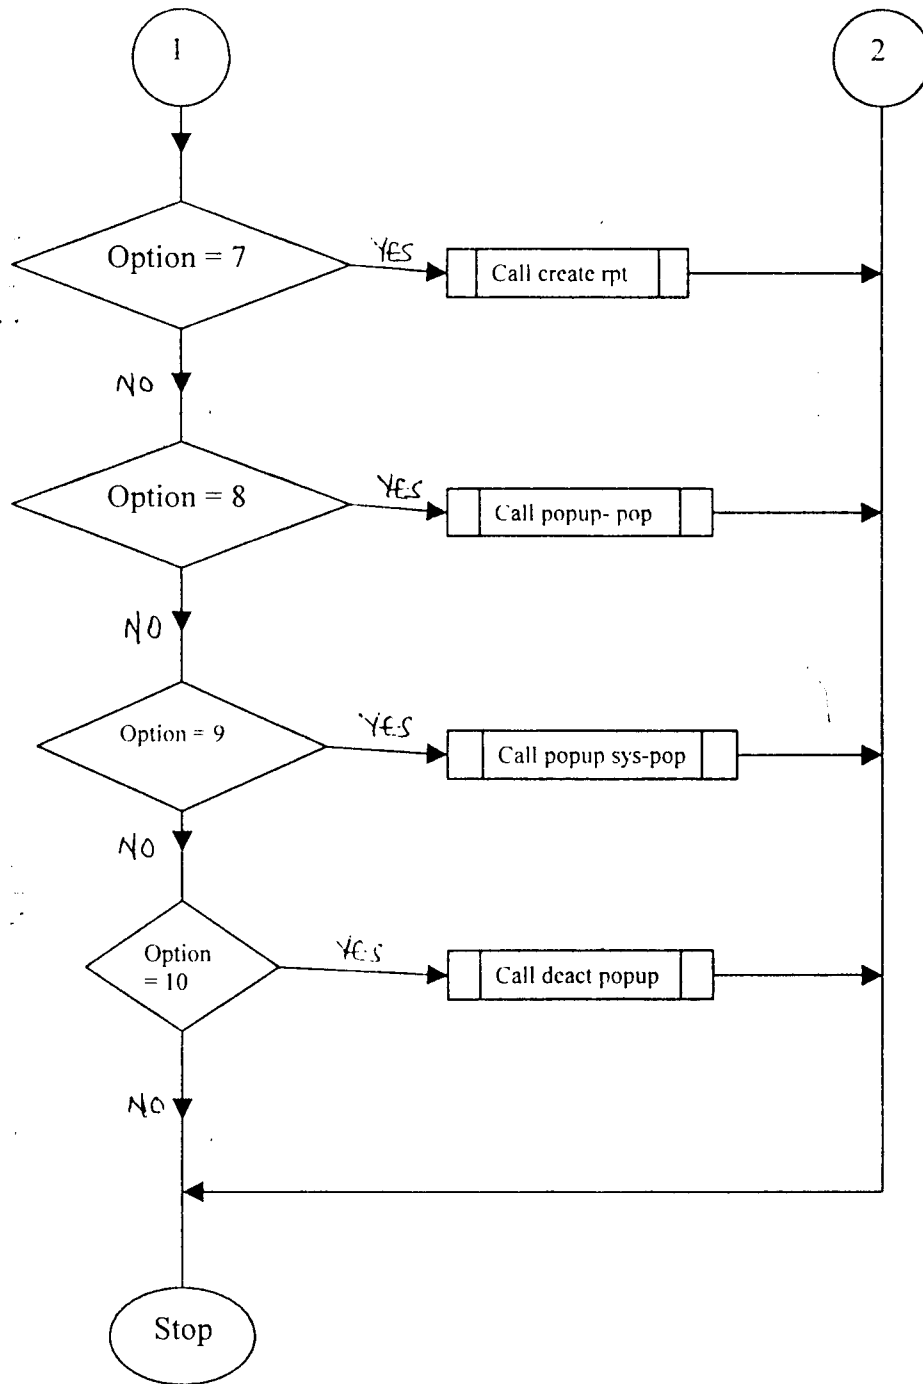 1
2
Option = 7
YES
Call create rpt
NO
Option = 8
YES
Call popup- pop
NO
Option = 9
YES
Call popup sys-pop
NO
Option
= 10
YES
Call deact popup
NO
Stop